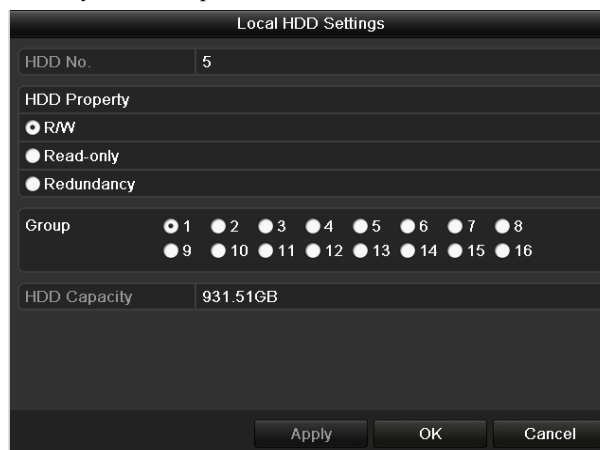 Local HDD Settings
HDD No. 5
HDD Property
R/W
Read-only
Redundancy
Group 1 2 3 4 5 6 7 8
9 10 11 12 13 14 15 16
HDD Capacity 931.51GB
Apply OK Cancel